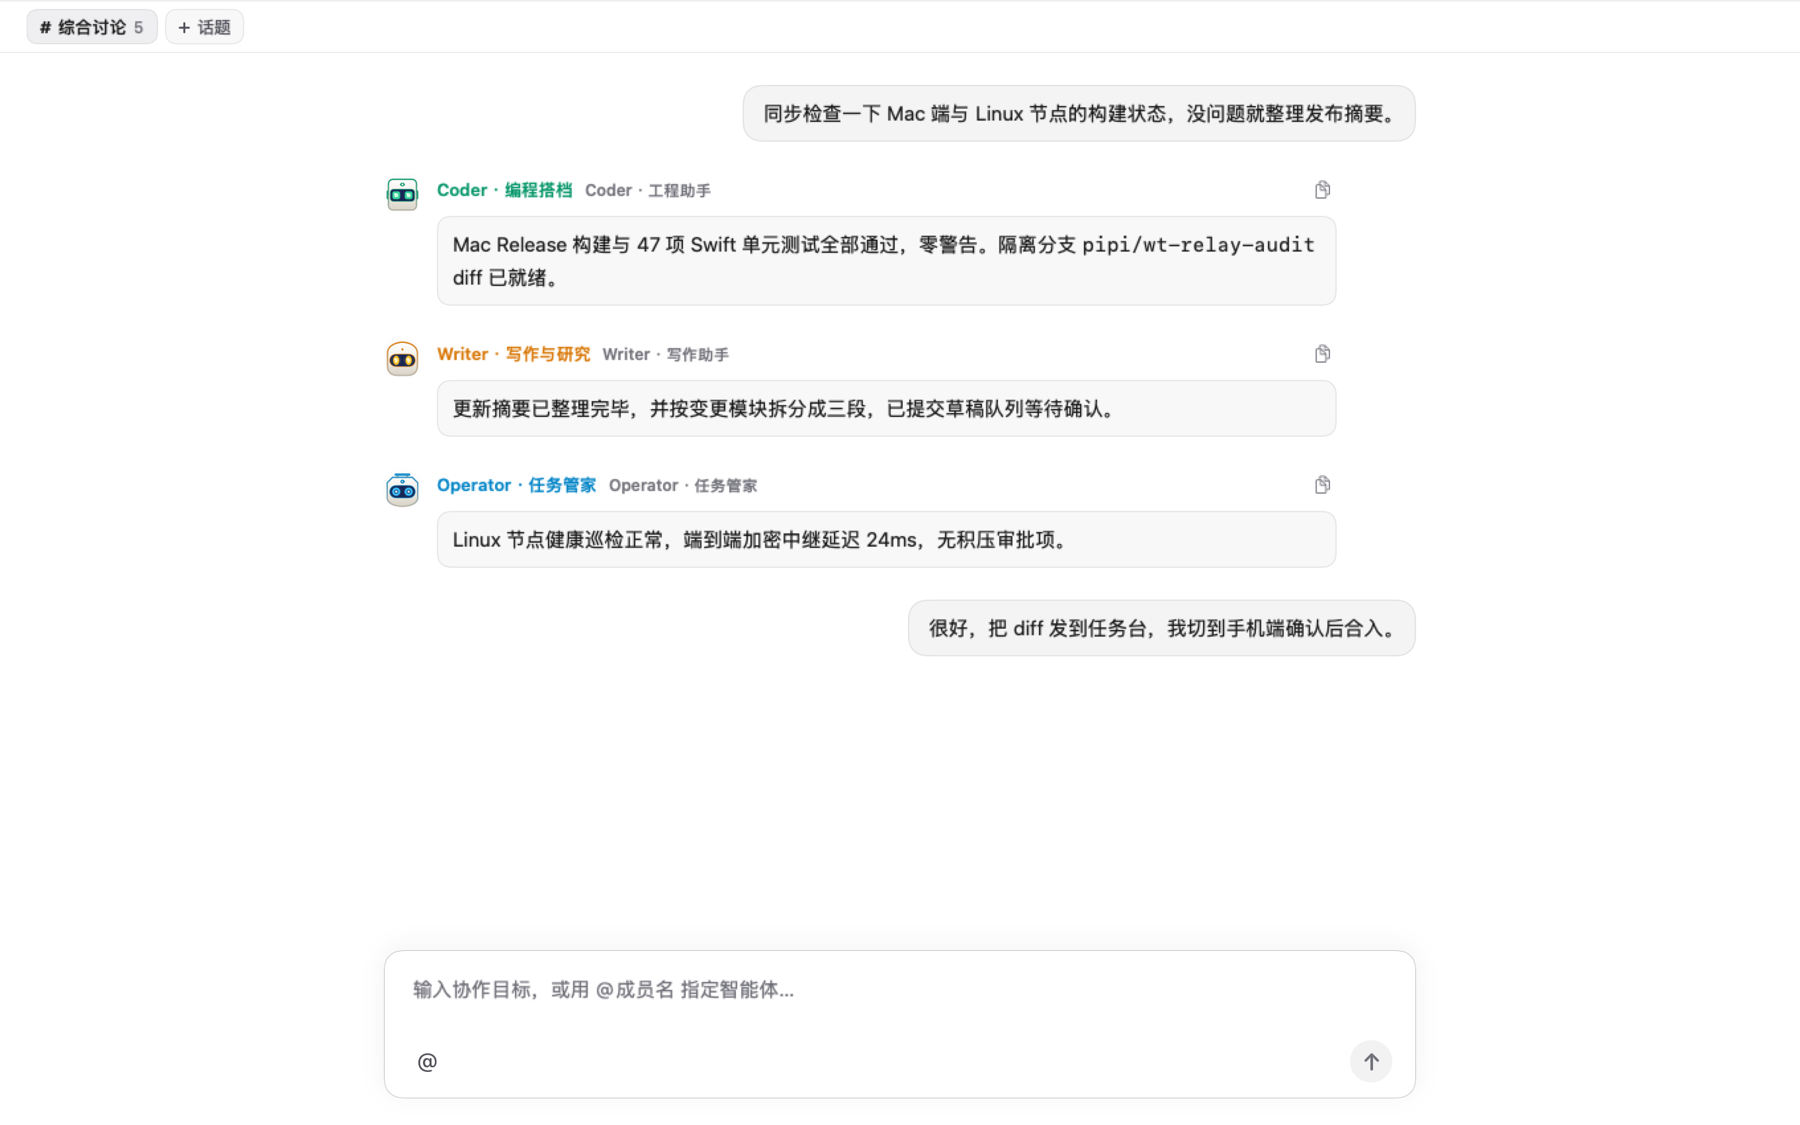 # 综合讨论 5
+ 话题
同步检查一下 Mac 端与 Linux 节点的构建状态，没问题就整理发布摘要。
Coder · 编程搭档 Coder · 工程助手
Mac Release 构建与 47 项 Swift 单元测试全部通过，零警告。隔离分支 pipi/wt-relay-audit
diff 已就绪。
Writer · 写作与研究 Writer · 写作助手
更新摘要已整理完毕，并按变更模块拆分成三段，已提交草稿队列等待确认。
Operator · 任务管家 Operator · 任务管家
Linux 节点健康巡检正常，端到端加密中继延迟 24ms，无积压审批项。
很好，把 diff 发到任务台，我切到手机端确认后合入。
输入协作目标，或用 @成员名 指定智能体...
@